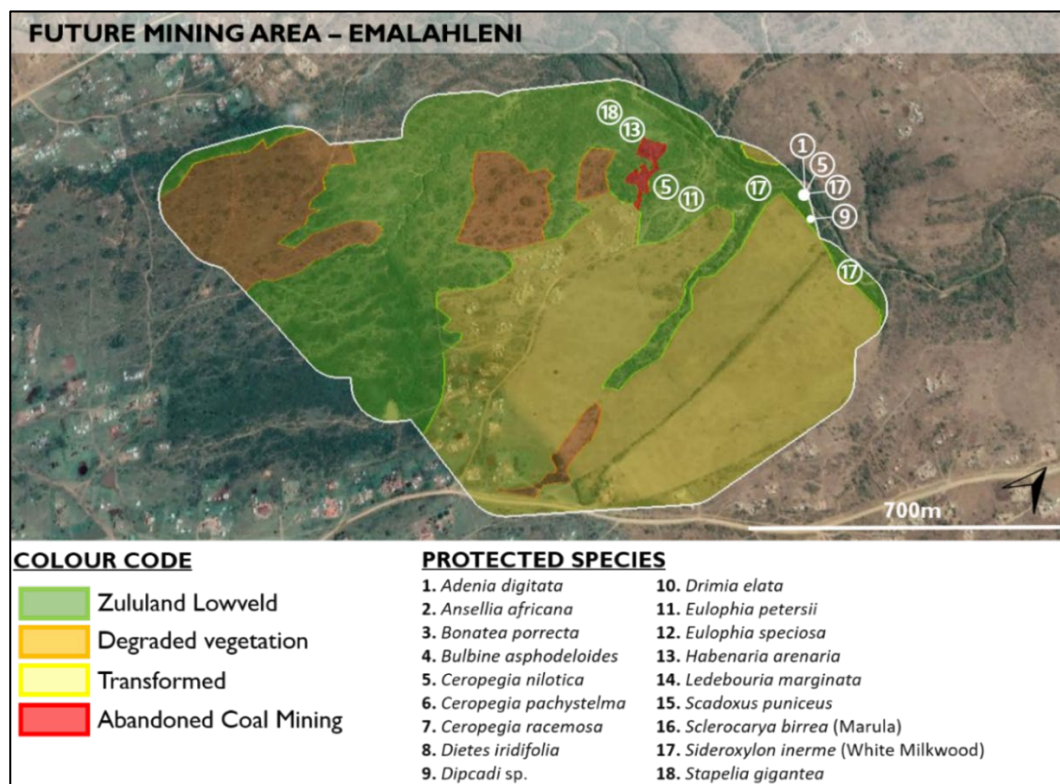 FUTURE MINING AREA – EMALAHLENI
18
13
1
5
17
5
11
17
9
17
700m
COLOUR CODE
Zululand Lowveld
Degraded vegetation
Transformed
Abandoned Coal Mining
PROTECTED SPECIES
1. Adenia digitata
2. Ansellia africana
3. Bonatea porrecta
4. Bulbine asphodeloides
5. Ceropegia nilotica
6. Ceropegia pachystelma
7. Ceropegia racemosa
8. Dietes iridifolia
9. Dipcadi sp.
10. Drimia elata
11. Eulophia petersii
12. Eulophia speciosa
13. Habenaria arenaria
14. Ledebouria marginata
15. Scadoxus puniceus
16. Sclerocarya birrea (Marula)
17. Sideroxylon inerme (White Milkwood)
18. Stapelia gigantea